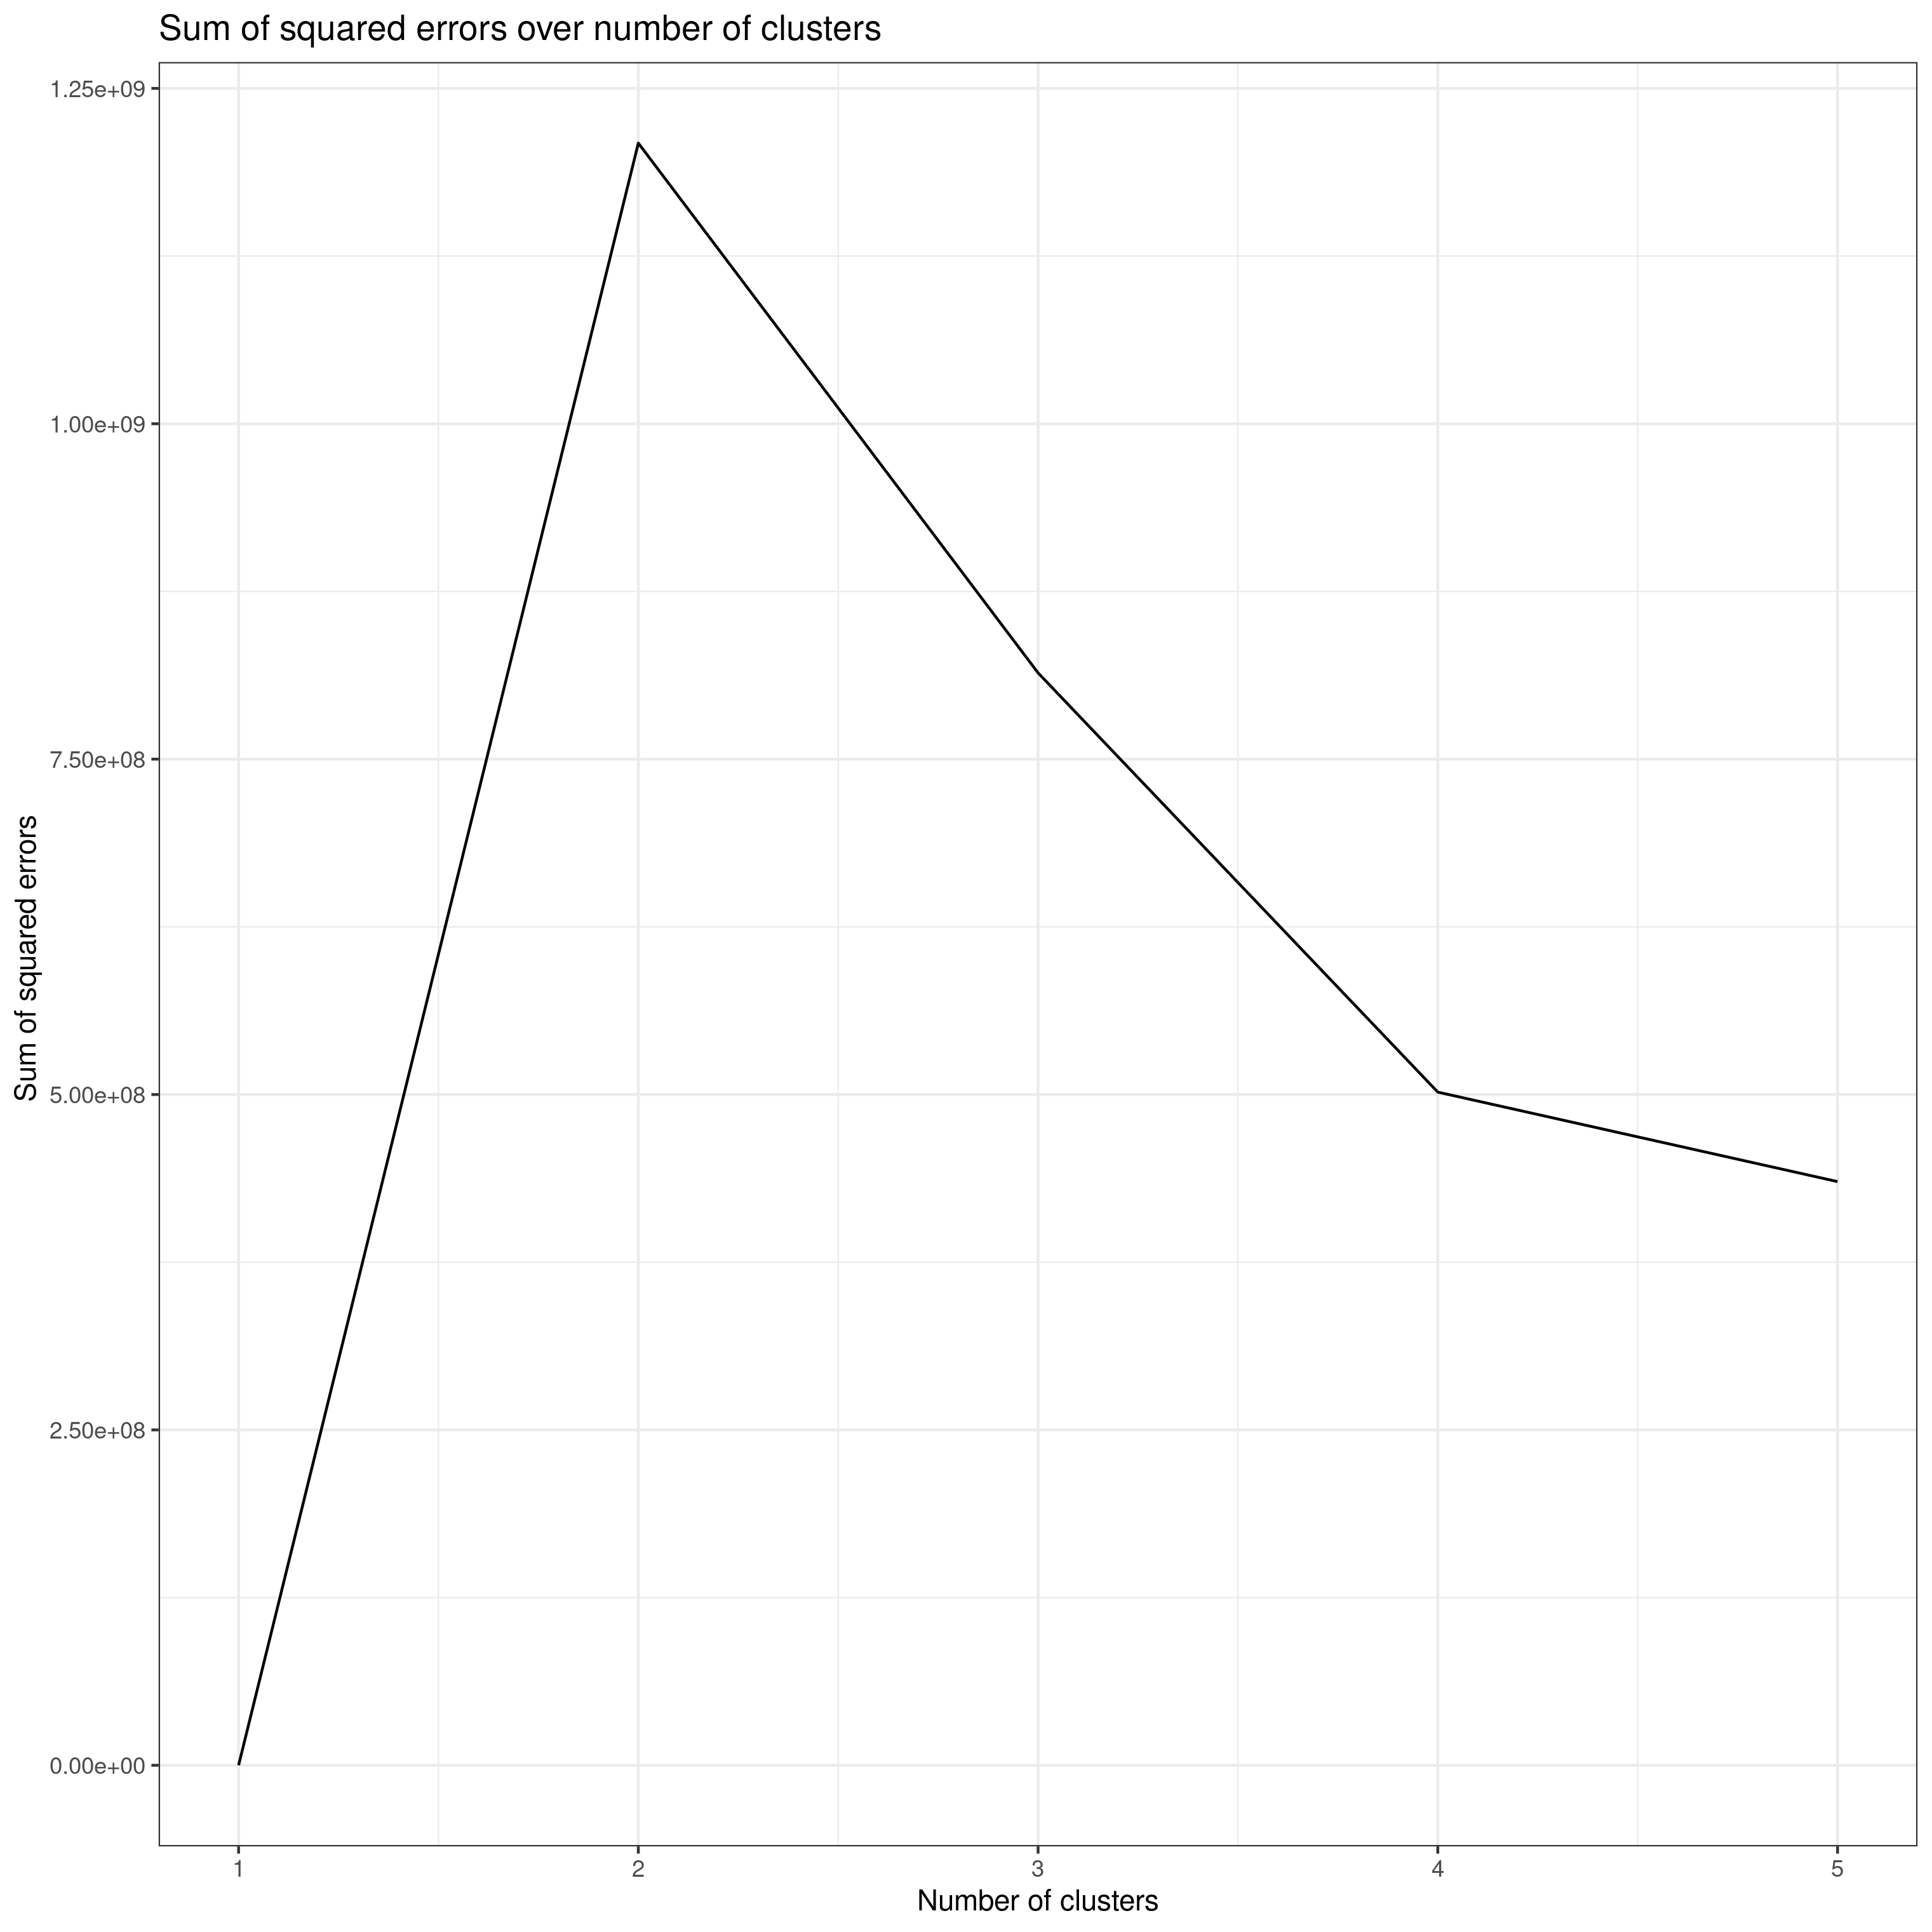 Sum of squared errors over number of clusters
Sum of squared errors
1.25e+09
1.00e+09
7.50e+08
5.00e+08
2.50e+08
0.00e+00
1 2 3 4 5
Number of clusters